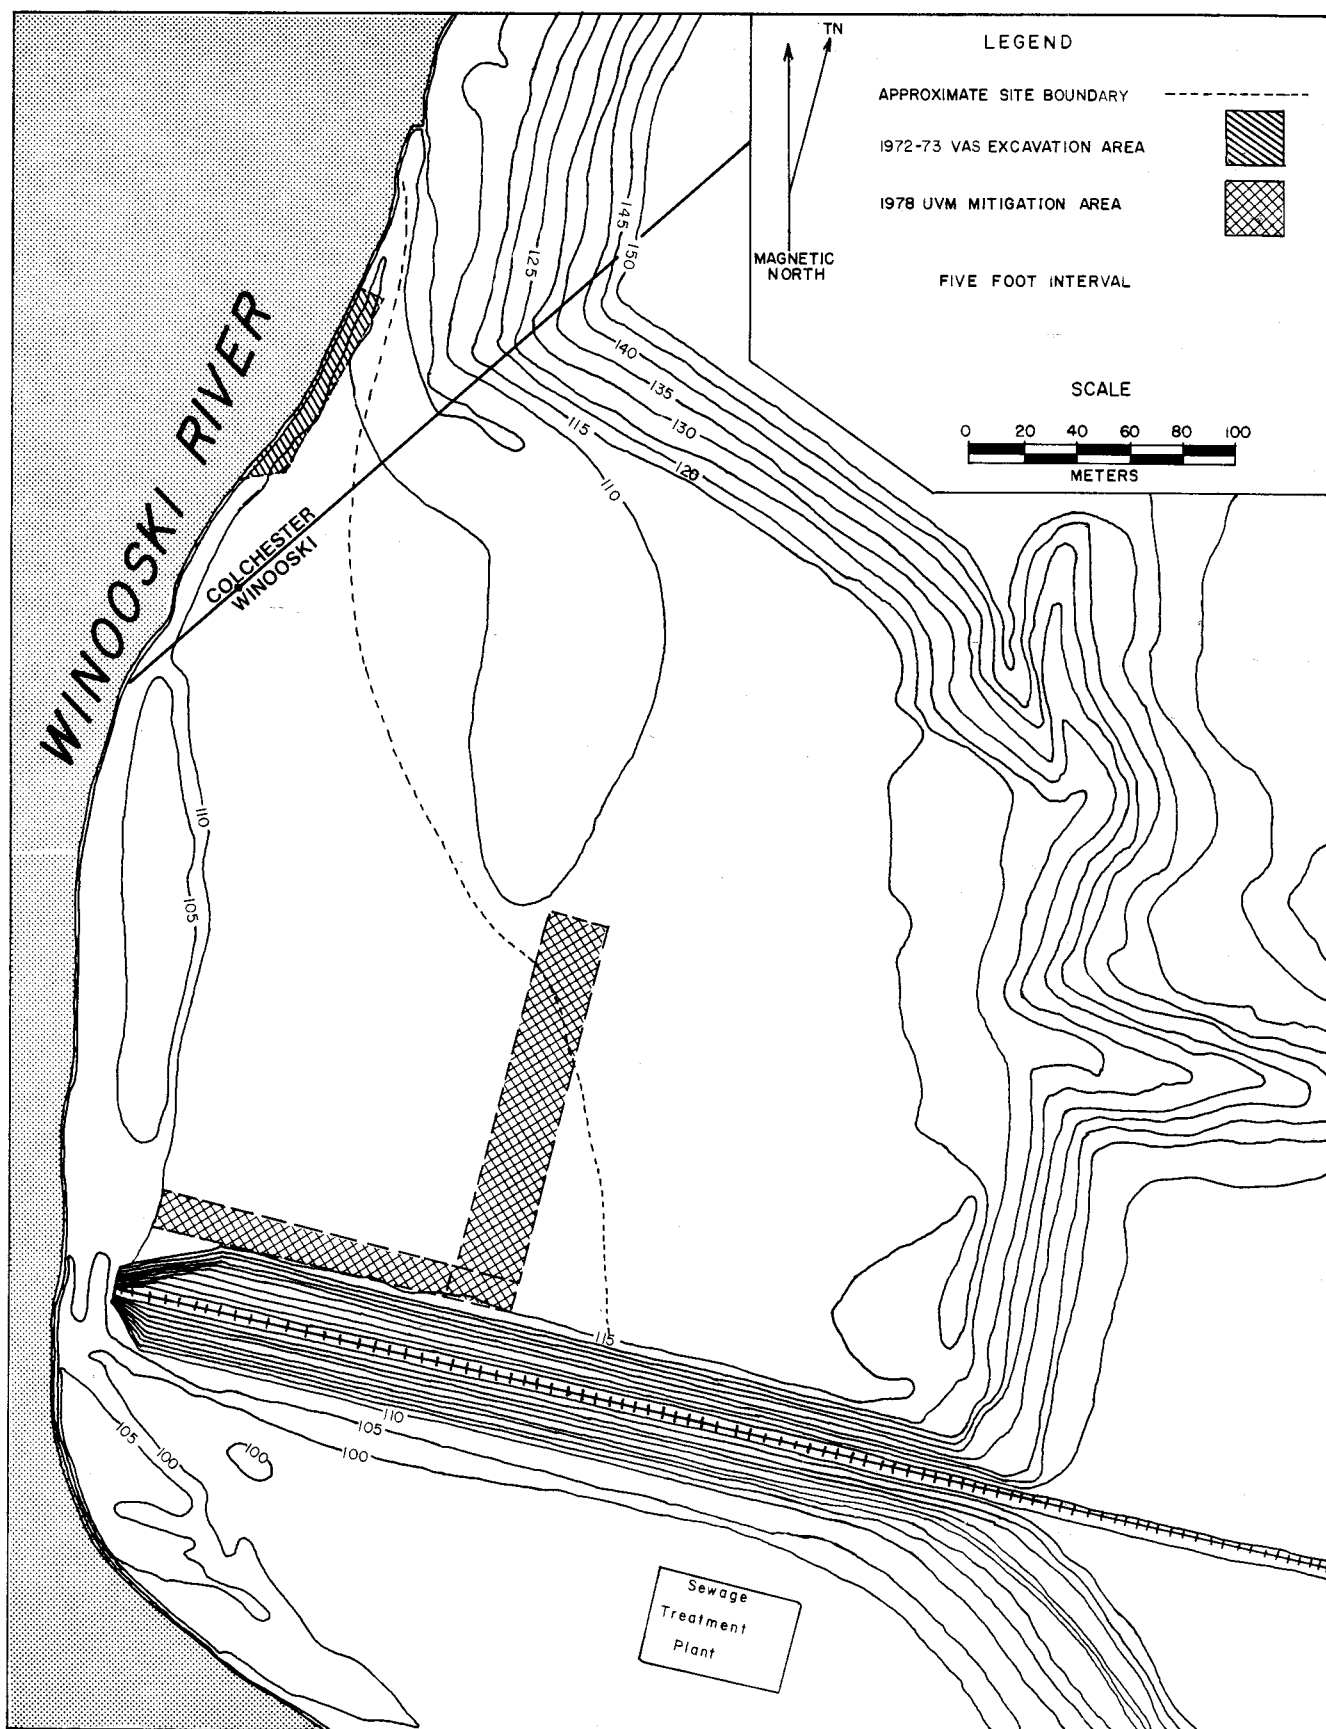 TN
MAGNETIC
NORTH
LEGEND
APPROXIMATE SITE BOUNDARY
1972-73 VAS EXCAVATION AREA
1978 UVM MITIGATION AREA
FIVE FOOT INTERVAL
SCALE
0 20 40 60 80 100
METERS
WINOOSKI RIVER
COLCHESTER
WINOOSKI
145
150
125
140
135
130
115
120
110
110
105
115
110
105
100
105
100
100
Sewage
Treatment
Plant